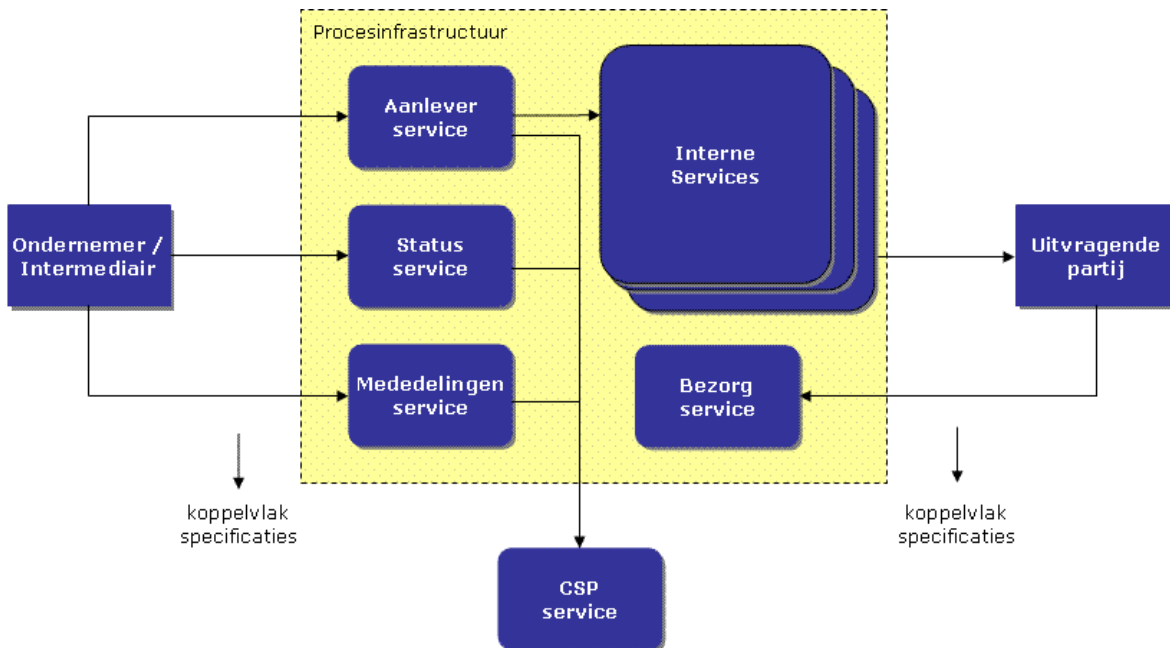 Procesinfrastructuur
Aanlever
service
Interne
Services
Ondernemer /
Intermediair
Status
service
Uitvragende
partij
Mededelingen
service
Bezorg
service
koppelvlak
specificaties
koppelvlak
specificaties
CSP
service